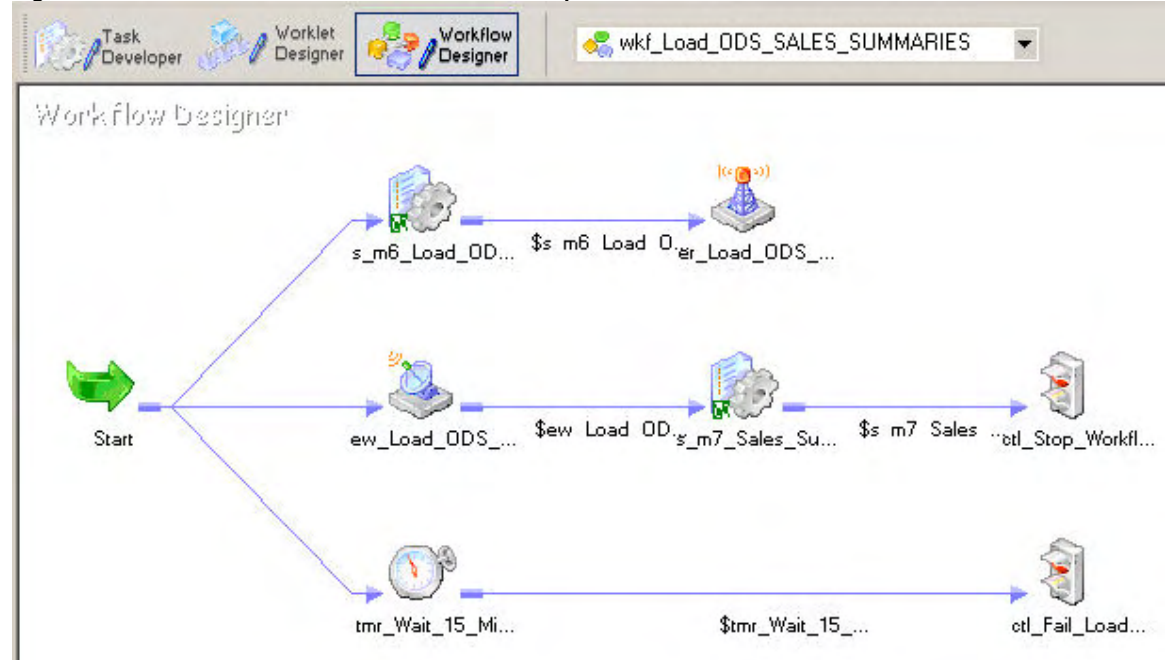 Task
Developer
Worklet
Designer
Workflow
Designer
wkf_Load_ODS_SALES_SUMMARIES
Workflow Designer
s_m6_Load_OD...
$s m6 Load O...
er_Load_ODS_...
Start
ew_Load_ODS_...
$ew Load OD...
s_m7_Sales_Su...
$s m7 Sales ...
ctl_Stop_Workfl...
tmr_Wait_15_Mi...
$tmr_Wait_15_...
ctl_Fail_Load...